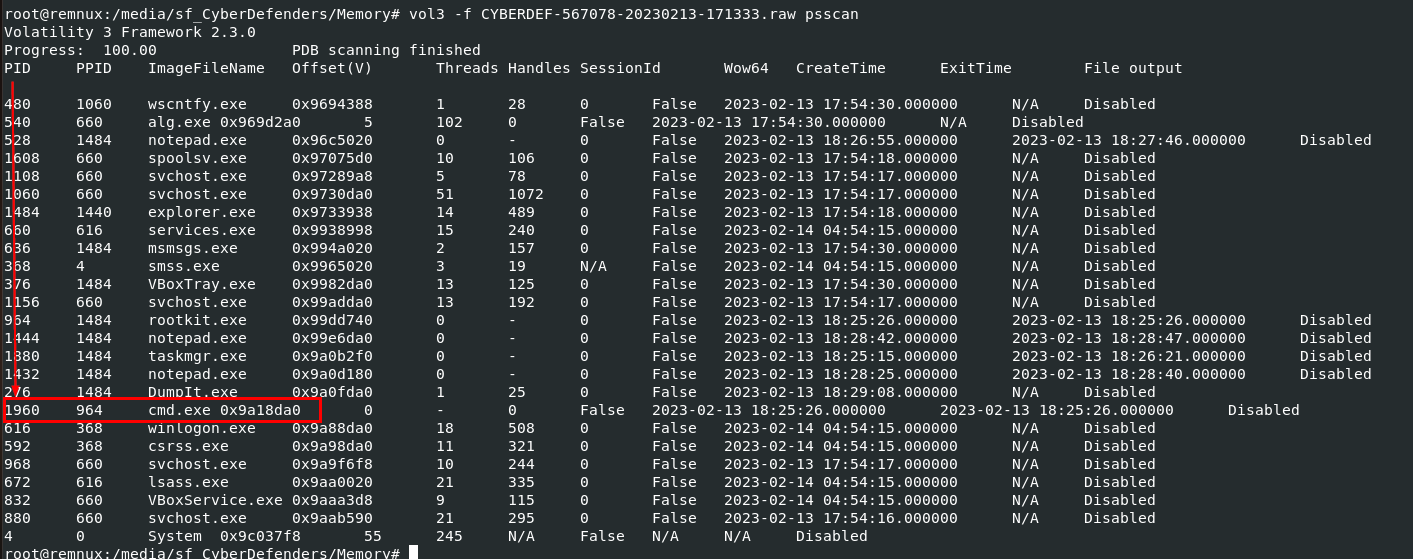 root@remnux:/media/sf_CyberDefenders/Memory# vol3 -f CYBERDEF-567078-20230213-171333.raw psscan
Volatility 3 Framework 2.3.0
Progress:  100.00               PDB scanning finished
PID     PPID    ImageFileName   Offset(V)       Threads Handles SessionId       Wow64   CreateTime      ExitTime        File output
480     1060    wscntfy.exe     0x9694388       1       28      0       False   2023-02-13 17:54:30.000000      N/A     Disabled
540     660     alg.exe 0x969d2a0       5       102     0       False   2023-02-13 17:54:30.000000      N/A     Disabled
528     1484    notepad.exe     0x96c5020       0       -       0       False   2023-02-13 18:26:55.000000      2023-02-13 18:27:46.000000      Disabled
1608    660     spoolsv.exe     0x97075d0       10      106     0       False   2023-02-13 17:54:18.000000      N/A     Disabled
1108    660     svchost.exe     0x97289a8       5       78      0       False   2023-02-13 17:54:17.000000      N/A     Disabled
1060    660     svchost.exe     0x9730da0       51      1072    0       False   2023-02-13 17:54:17.000000      N/A     Disabled
1484    1440    explorer.exe    0x9733938       14      489     0       False   2023-02-13 17:54:18.000000      N/A     Disabled
660     616     services.exe    0x9938998       15      240     0       False   2023-02-14 04:54:15.000000      N/A     Disabled
636     1484    msmsgs.exe      0x994a020       2       157     0       False   2023-02-13 17:54:30.000000      N/A     Disabled
368     4       smss.exe        0x9965020       3       19      N/A     False   2023-02-14 04:54:15.000000      N/A     Disabled
376     1484    VBoxTray.exe    0x9982da0       13      125     0       False   2023-02-13 17:54:30.000000      N/A     Disabled
1156    660     svchost.exe     0x99adda0       13      192     0       False   2023-02-13 17:54:17.000000      N/A     Disabled
964     1484    rootkit.exe     0x99dd740       0       -       0       False   2023-02-13 18:25:26.000000      2023-02-13 18:25:26.000000      Disabled
1444    1484    notepad.exe     0x99e6da0       0       -       0       False   2023-02-13 18:28:42.000000      2023-02-13 18:28:47.000000      Disabled
1880    1484    taskmgr.exe     0x9a0b2f0       0       -       0       False   2023-02-13 18:25:15.000000      2023-02-13 18:26:21.000000      Disabled
1432    1484    notepad.exe     0x9a0d180       0       -       0       False   2023-02-13 18:28:25.000000      2023-02-13 18:28:40.000000      Disabled
276     1484    DumpIt.exe      0x9a0fda0       1       25      0       False   2023-02-13 18:29:08.000000      N/A     Disabled
1960    964     cmd.exe 0x9a18da0       0       -       0       False   2023-02-13 18:25:26.000000      2023-02-13 18:25:26.000000      Disabled
616     368     winlogon.exe    0x9a88da0       18      508     0       False   2023-02-14 04:54:15.000000      N/A     Disabled
592     368     csrss.exe       0x9a98da0       11      321     0       False   2023-02-14 04:54:15.000000      N/A     Disabled
968     660     svchost.exe     0x9a9f6f8       10      244     0       False   2023-02-13 17:54:17.000000      N/A     Disabled
672     616     lsass.exe       0x9aa0020       21      335     0       False   2023-02-14 04:54:15.000000      N/A     Disabled
832     660     VBoxService.exe 0x9aaa3d8       9       115     0       False   2023-02-14 04:54:15.000000      N/A     Disabled
880     660     svchost.exe     0x9aab590       21      295     0       False   2023-02-13 17:54:16.000000      N/A     Disabled
4       0       System  0x9c037f8       55      245     N/A     False   N/A     N/A     Disabled
root@remnux:/media/sf_CyberDefenders/Memory#